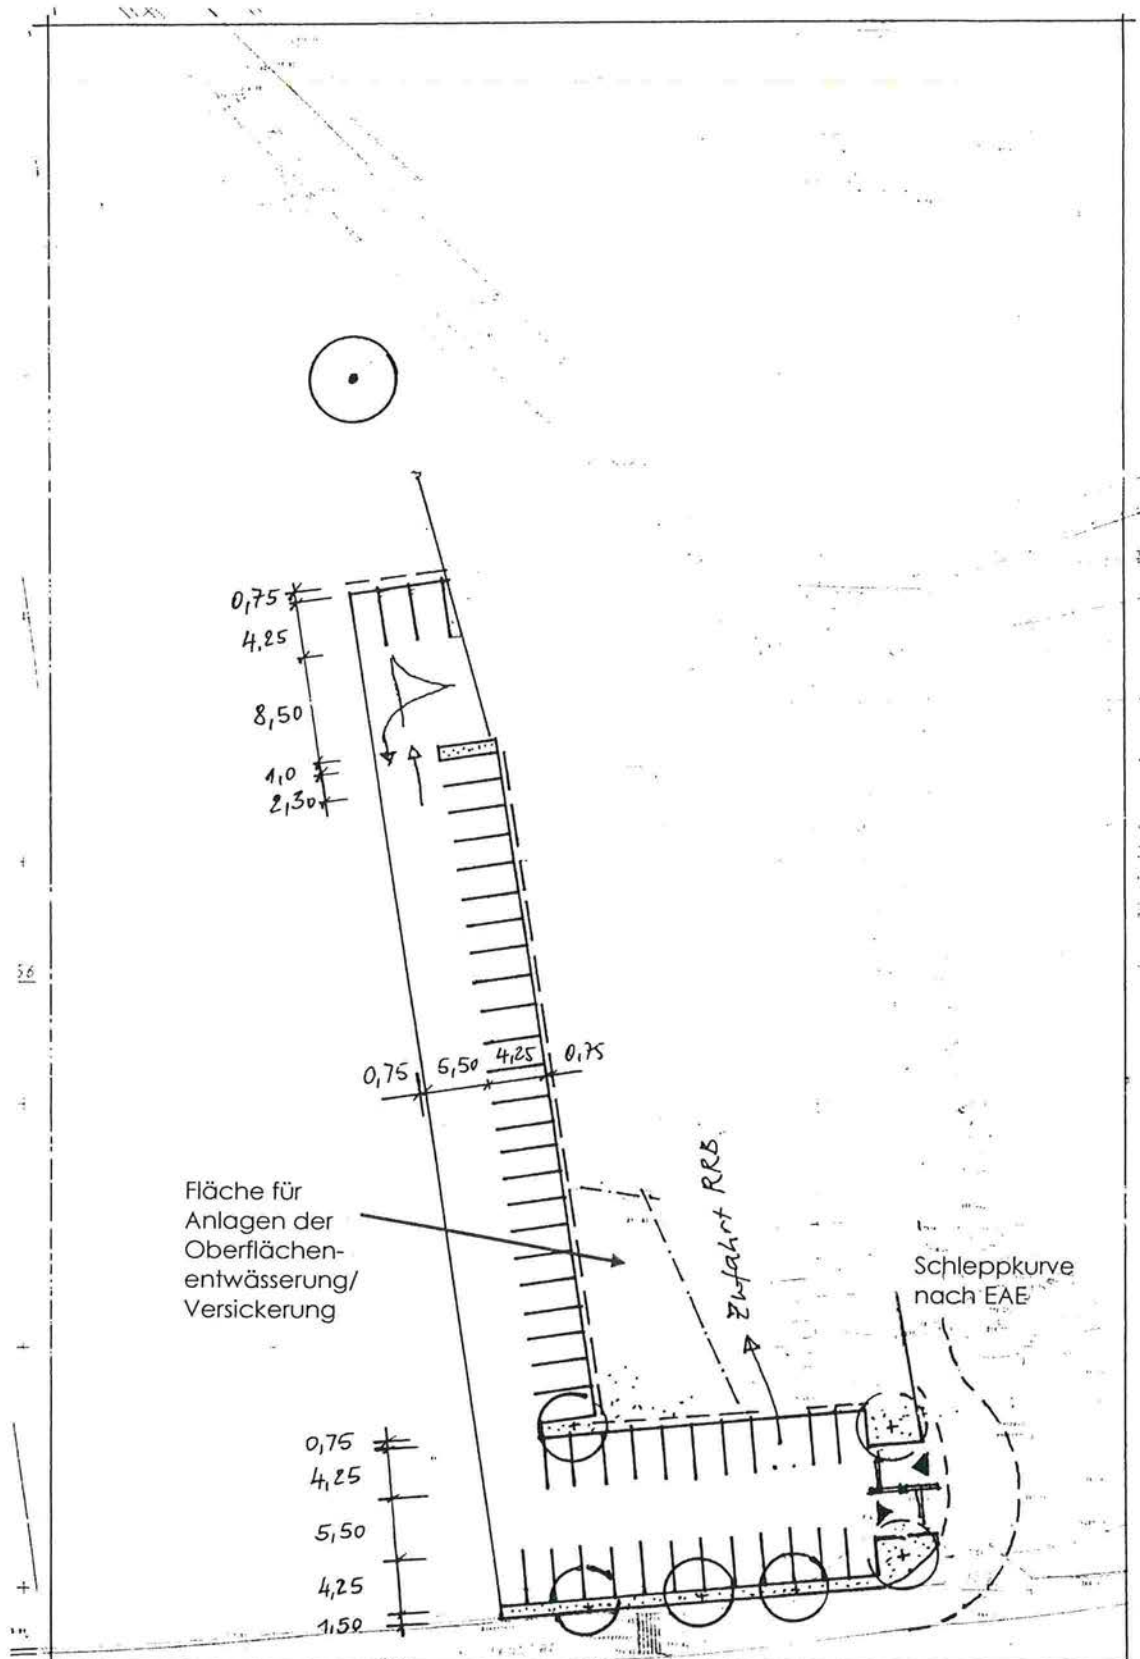 0,75
4,25
8,50
1,0
2,30
56
0,75
5,50
4,25
0,75
Zufahrt RRB
Fläche für
Anlagen der
Oberflächen-
entwässerung/
Versickerung
Schleppkurve
nach EAE
0,75
4,25
5,50
4,25
1,50